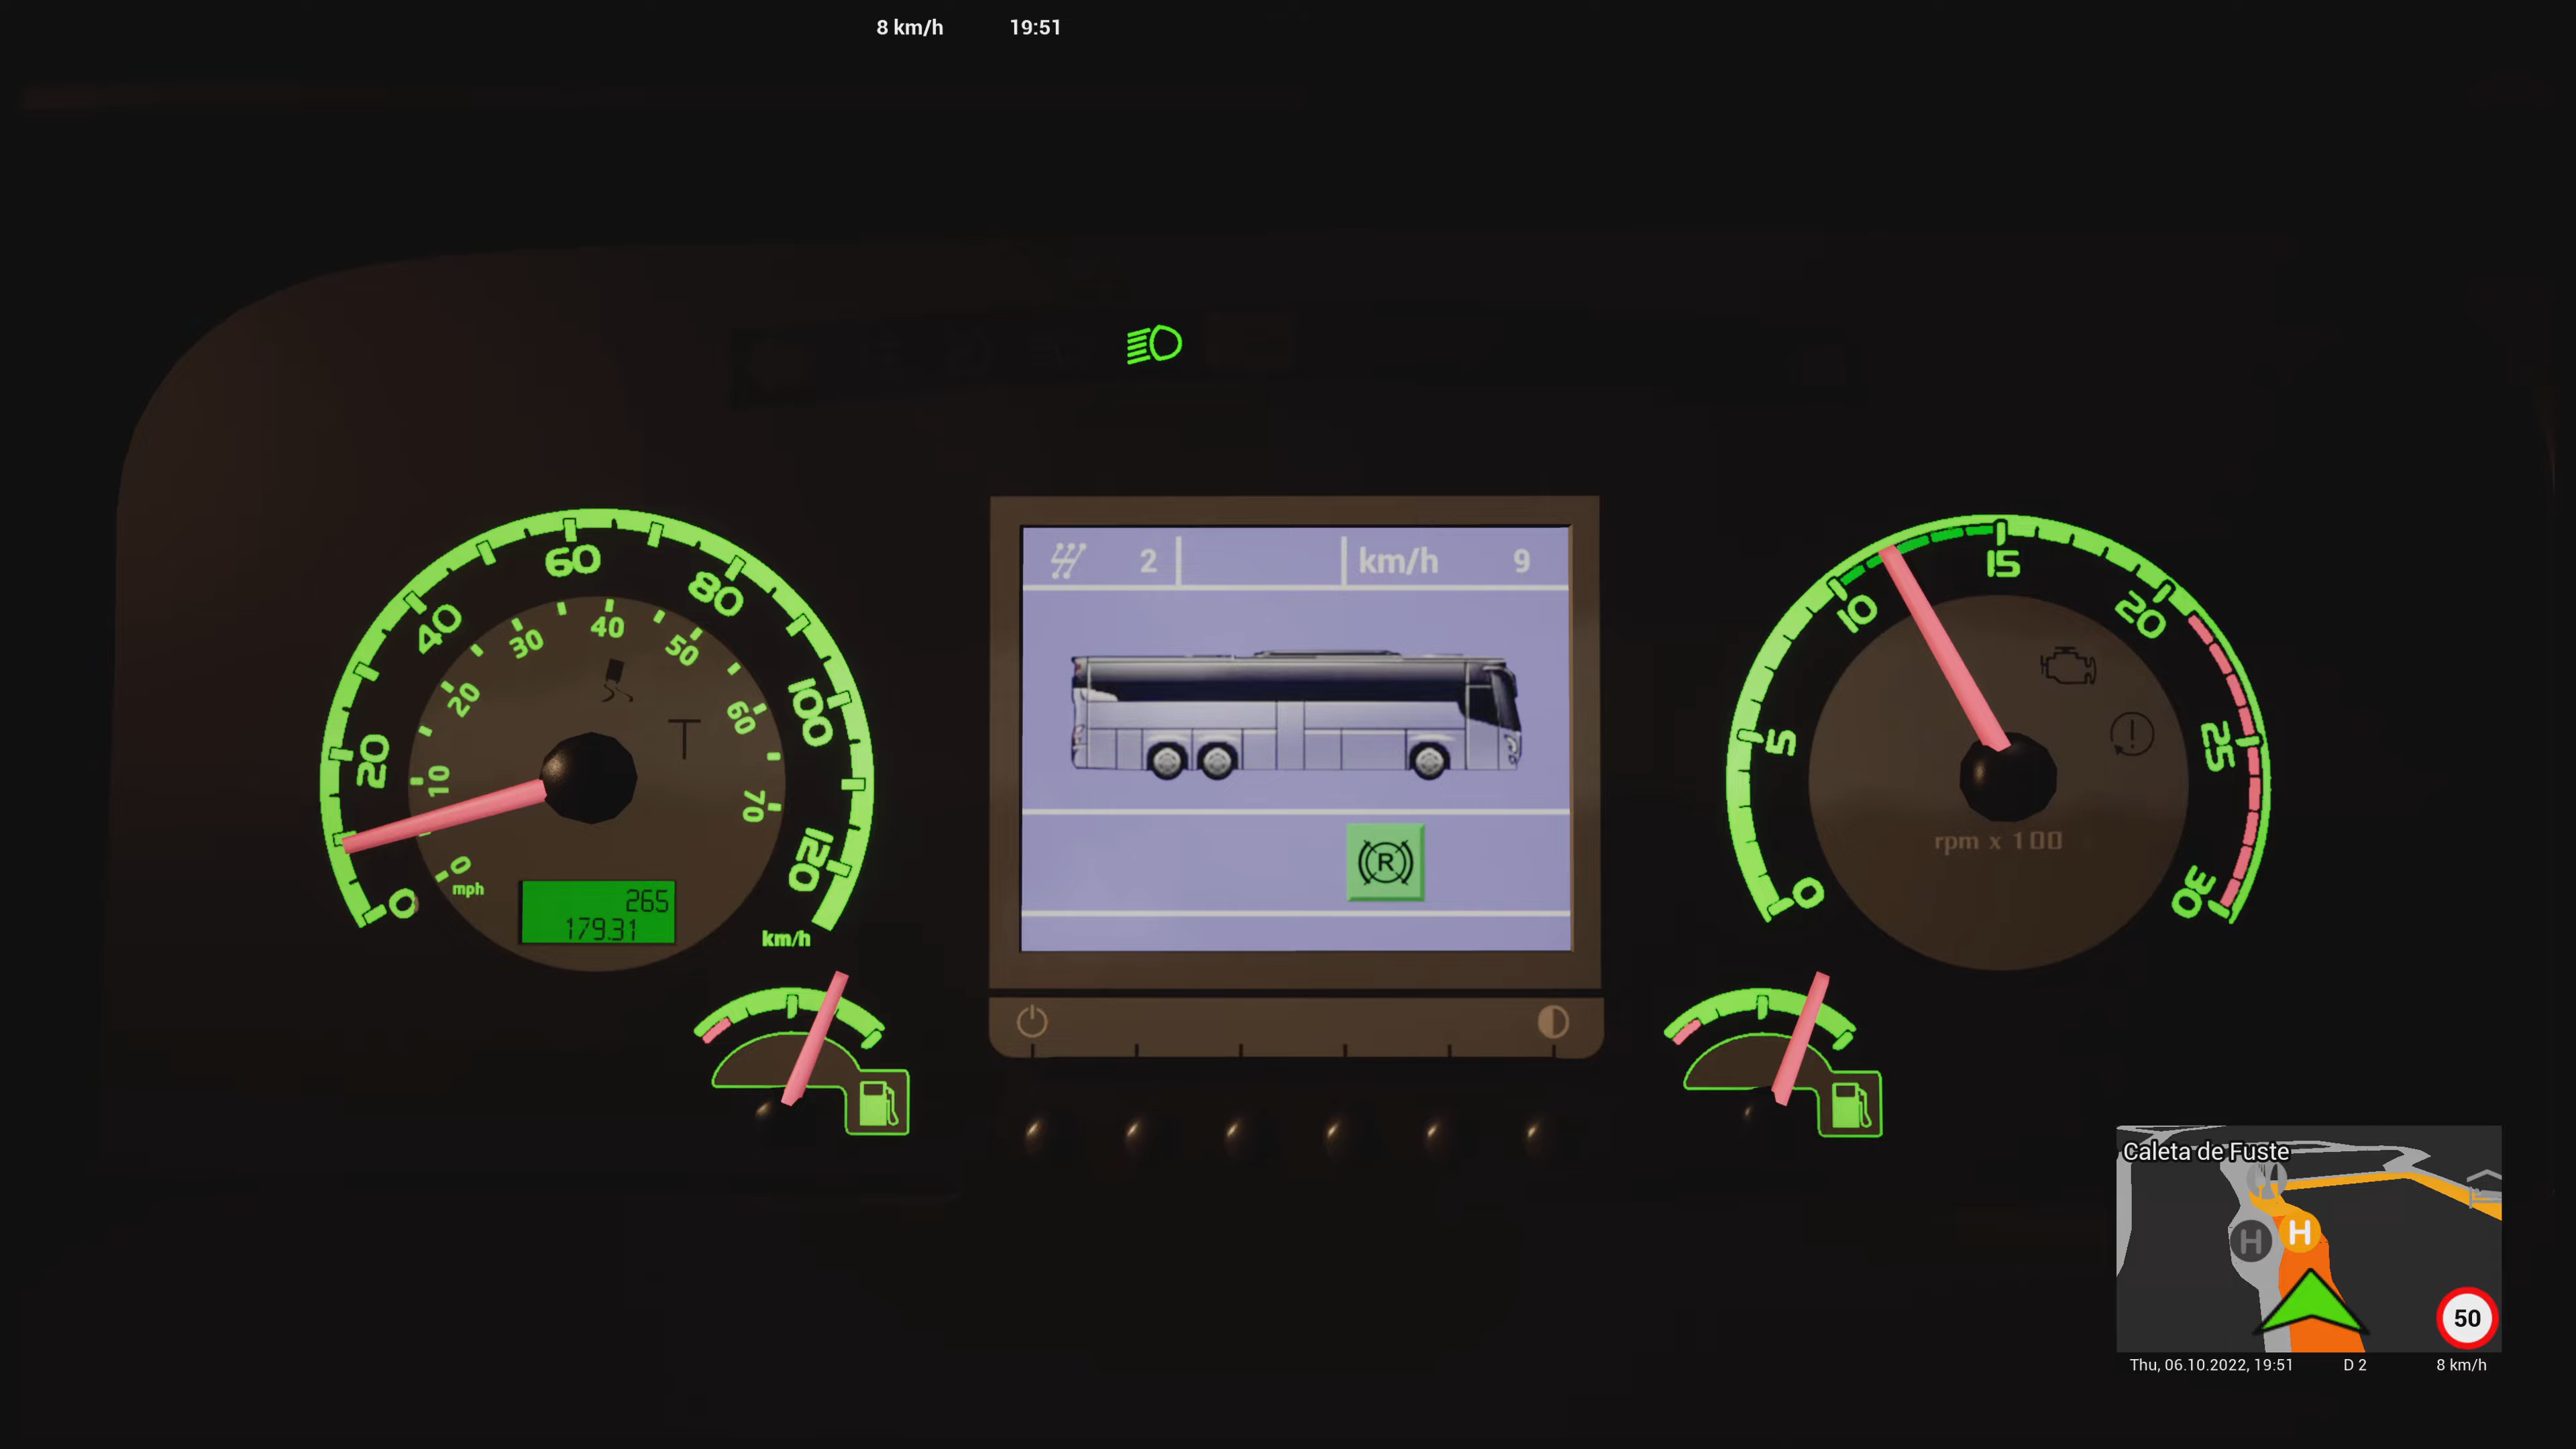 8 km/h 19:51
2 km/h 9
0 20 40 60 80 100 120
km/h
0 10 20 30 40 50 60 70
mph
T
265
179.31
R
0 5 10 15 20 25 30
rpm x 100
Caleta de Fuste
H H
50
Thu, 06.10.2022, 19:51 D 2 8 km/h